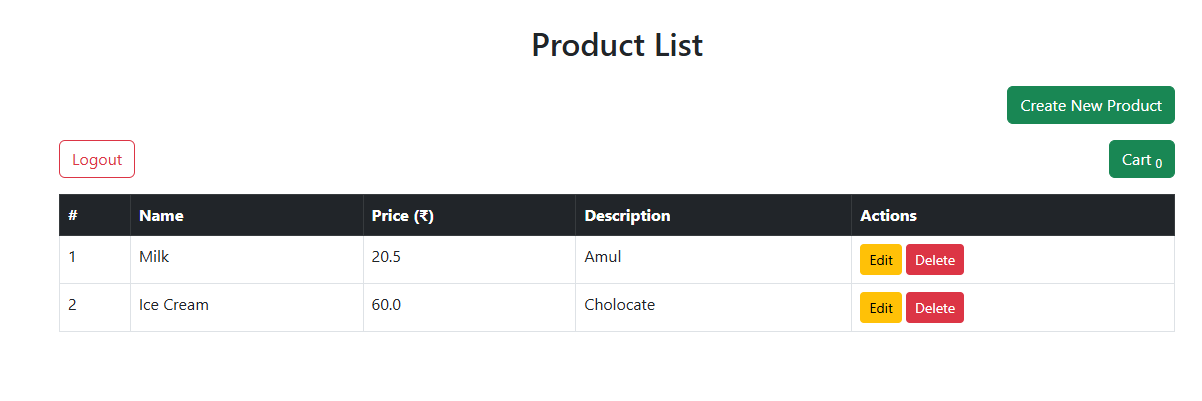 Product List
Create New Product
Logout
Cart 0
# Name Price (₹) Description Actions
1 Milk 20.5 Amul Edit Delete
2 Ice Cream 60.0 Cholocate Edit Delete